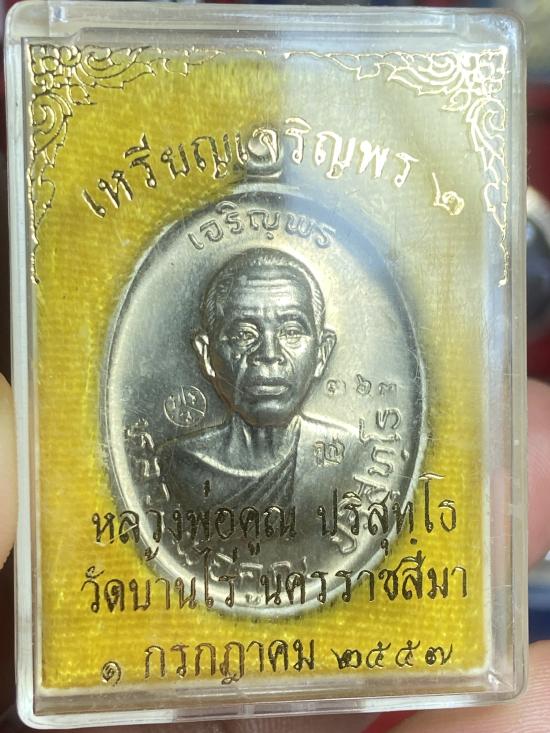 เหรียญเจริญพร ๒
เจริญพร
๓๖๓
หลวงพ่อคูณ ปริสุทฺโธ
วัดบ้านไร่ นครราชสีมา
๑ กรกฎาคม ๒๕๕๗